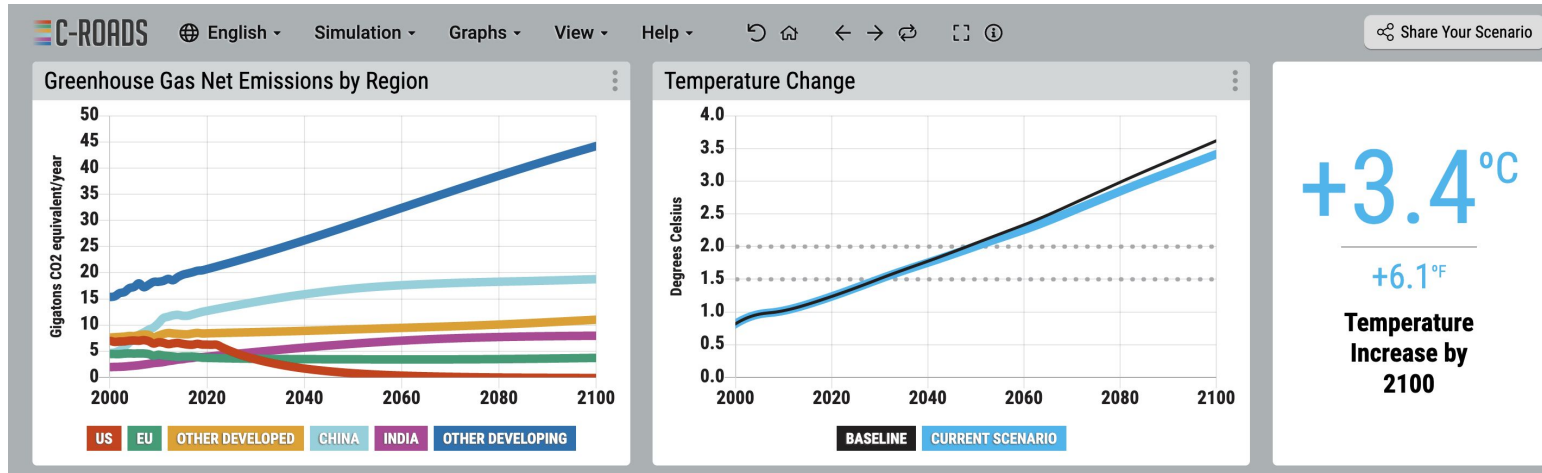 C-ROADS English Simulation Graphs View Help Share Your Scenario
Greenhouse Gas Net Emissions by Region
Gigatons CO2 equivalent/year
50
45
40
35
30
25
20
15
10
5
0
2000 2020 2040 2060 2080 2100
US EU OTHER DEVELOPED CHINA INDIA OTHER DEVELOPING
Temperature Change
Degrees Celsius
4.0
3.5
3.0
2.5
2.0
1.5
1.0
0.5
0.0
2000 2020 2040 2060 2080 2100
BASELINE CURRENT SCENARIO
+3.4°C
+6.1°F
Temperature
Increase by
2100